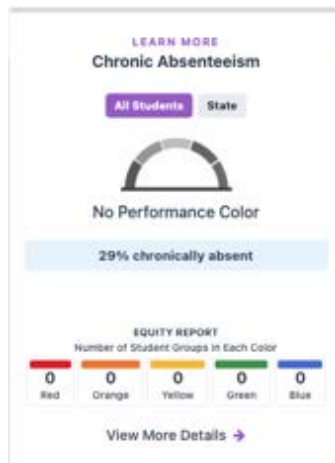 LEARN MORE
Chronic Absenteeism
All Students State
No Performance Color
29% chronically absent
EQUITY REPORT
Number of Student Groups in Each Color
0 0 0 0 0
Red Orange Yellow Green Blue
View More Details →